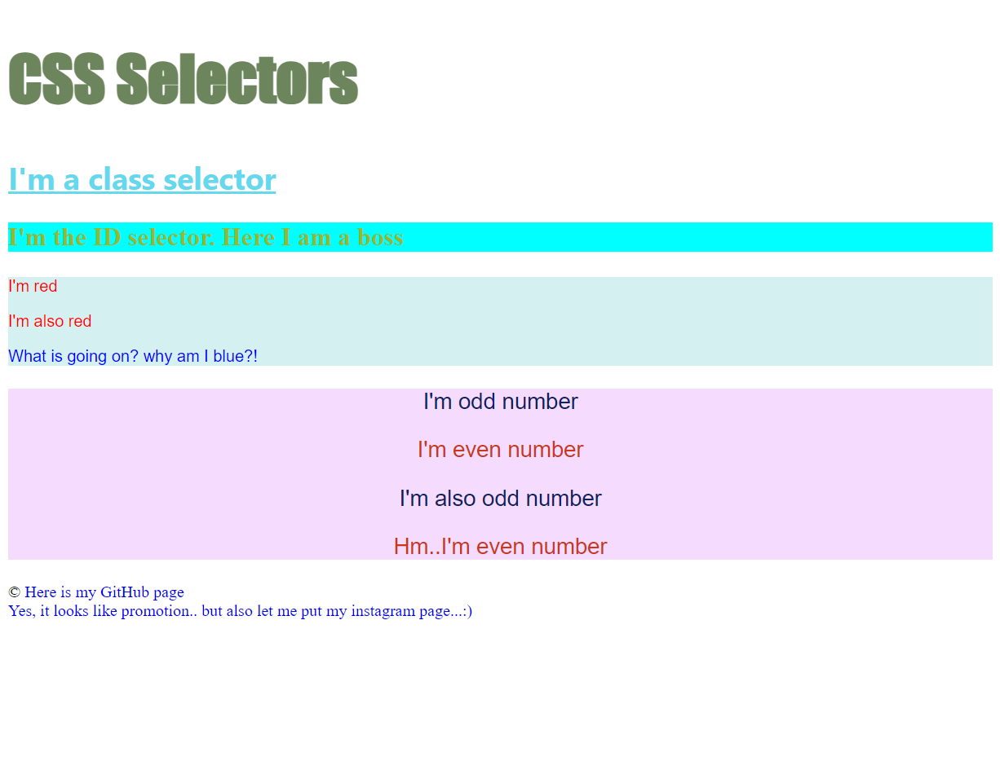 CSS Selectors
I'm a class selector
I'm the ID selector. Here I am a boss
I'm red
I'm also red
What is going on? why am I blue?!
I'm odd number
I'm even number
I'm also odd number
Hm..I'm even number
© Here is my GitHub page
Yes, it looks like promotion.. but also let me put my instagram page...:)